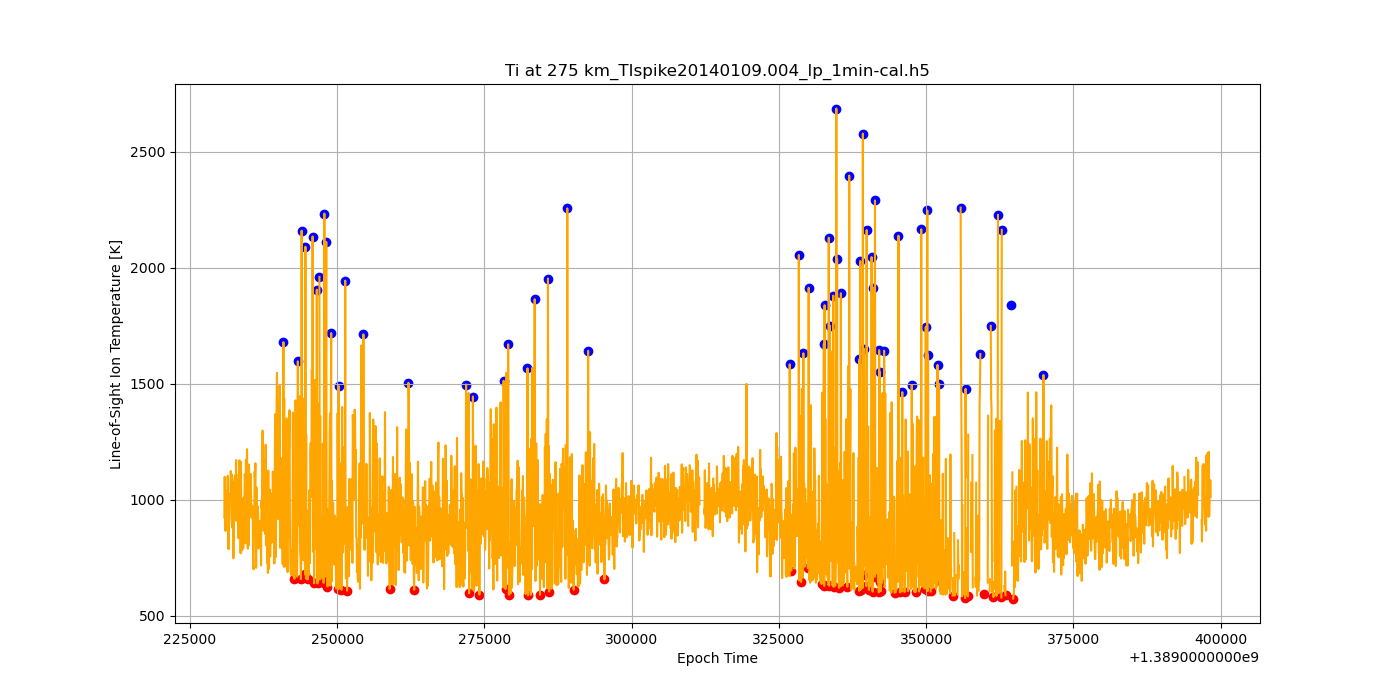 Ti at 275 km_TIspike20140109.004_lp_1min-cal.h5
Line-of-Sight Ion Temperature [K]
2500
2000
1500
1000
500
225000 250000 275000 300000 325000 350000 375000 400000
Epoch Time
+1.3890000000e9